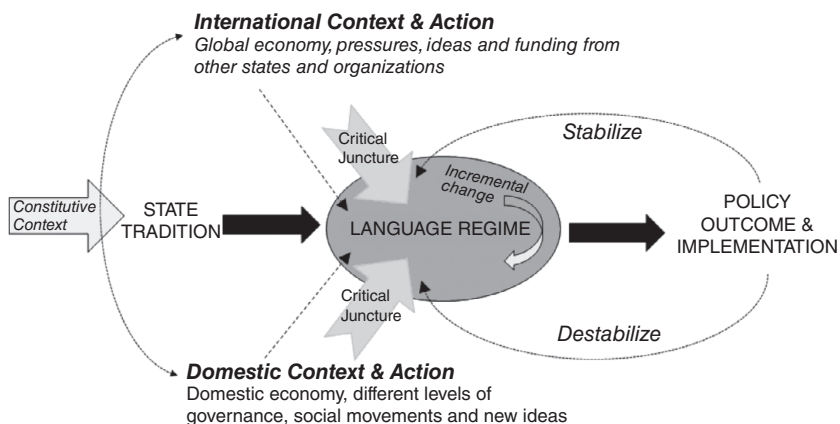 International Context & Action
Global economy, pressures, ideas and funding from
other states and organizations
Critical
Juncture
Stabilize
Incremental
change
Constitutive
Context
STATE
TRADITION
LANGUAGE REGIME
POLICY
OUTCOME &
IMPLEMENTATION
Critical
Juncture
Destabilize
Domestic Context & Action
Domestic economy, different levels of
governance, social movements and new ideas